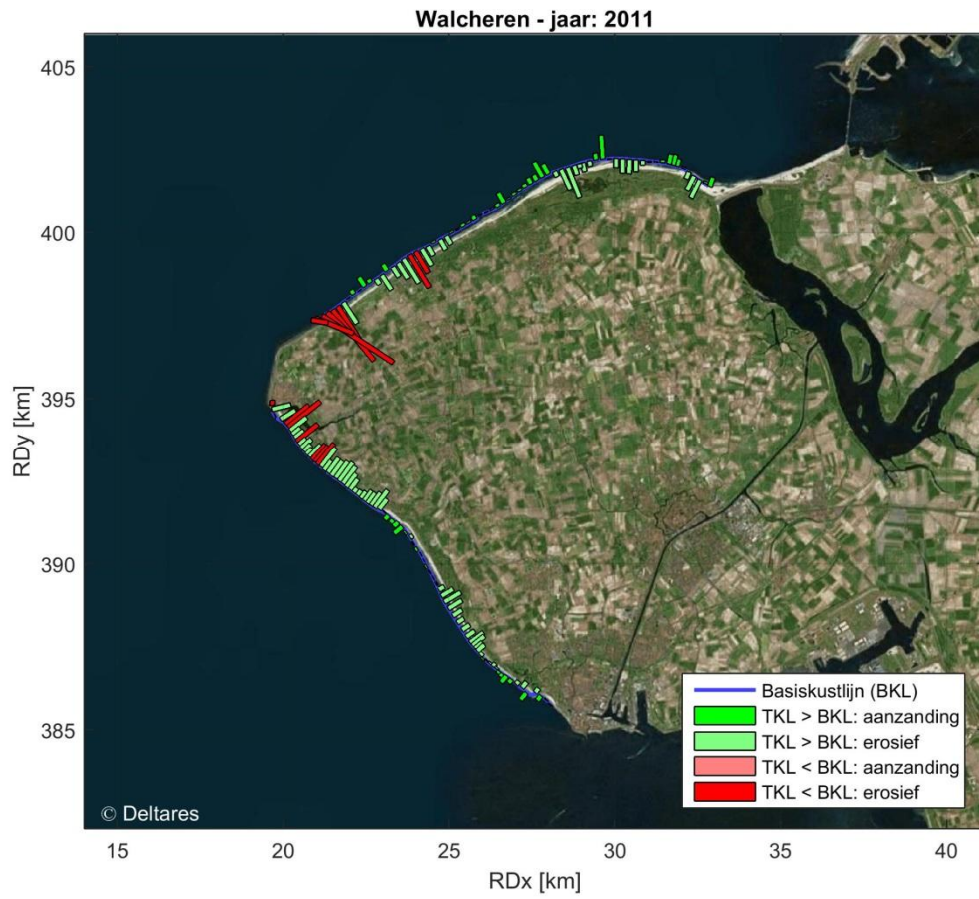 Walcheren - jaar: 2011
RDy [km]
405
400
395
390
385
Basiskustlijn (BKL)
TKL > BKL: aanzanding
TKL > BKL: erosief
TKL < BKL: aanzanding
TKL < BKL: erosief
© Deltares
15 20 25 30 35 40
RDx [km]